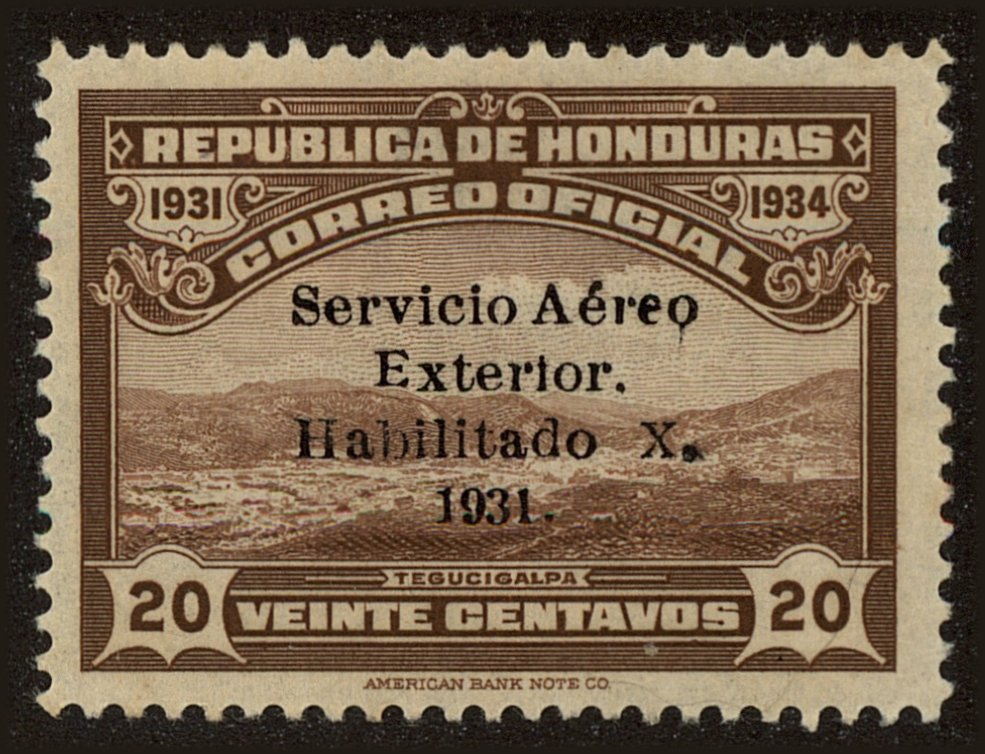 REPUBLICA DE HONDURAS
1931 1934
CORREO OFICIAL
Servicio Aéreo
Exterior.
Habilitado X.
1931.
TEGUCIGALPA
20 VEINTE CENTAVOS 20
AMERICAN BANK NOTE CO.